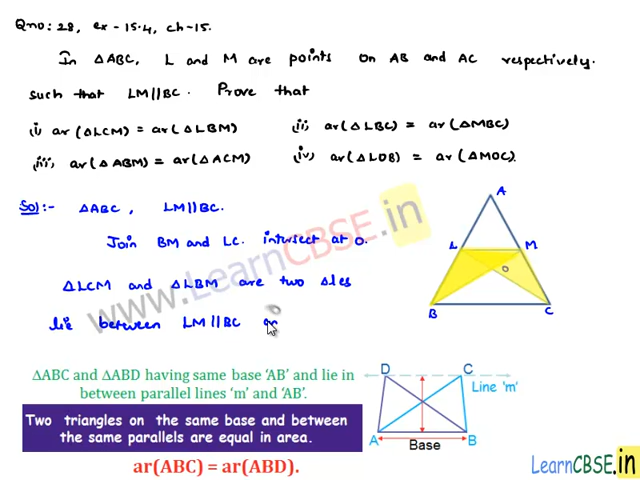 Qno: 28, ex - 15.4, ch-15.
In ΔABC, L and M are points on AB and AC respectively.
such that LM||BC. Prove that
(i) ar(ΔLCM) = ar(ΔLBM) (ii) ar(ΔLBC) = ar(ΔMBC)
(iii) ar(ΔABM) = ar(ΔACM) (iv) ar(ΔLOB) = ar(ΔMOC).
Sol:- ΔABC, LM||BC.
Join BM and LC. intersect at O.
ΔLCM and ΔLBM are two Δles
lie between LM||BC an
A
L M
O
B C
www.LearnCBSE.in
ΔABC and ΔABD having same base 'AB' and lie in
between parallel lines 'm' and 'AB'.
Two triangles on the same base and between
the same parallels are equal in area.
ar(ABC) = ar(ABD).
D C
Line 'm'
A B
Base
LearnCBSE.in